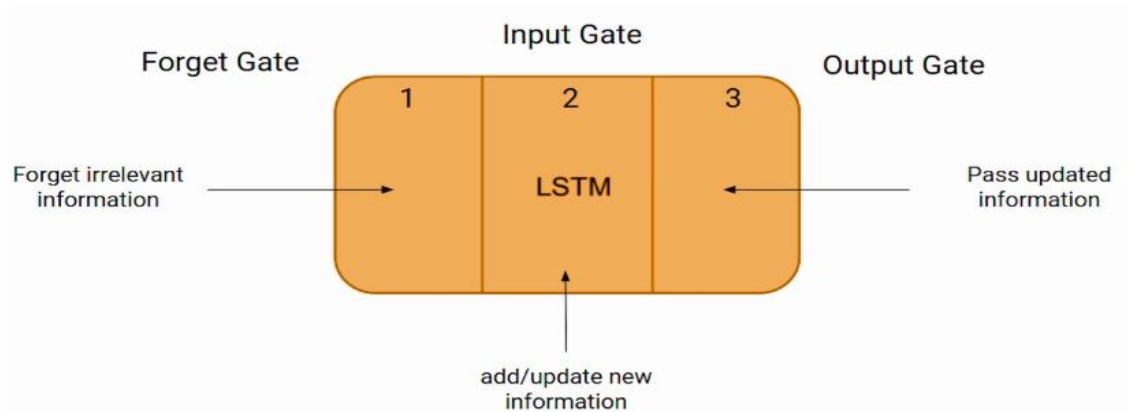 Input Gate
Forget Gate
Output Gate
1
2
3
Forget irrelevant
information
LSTM
Pass updated
information
add/update new
information